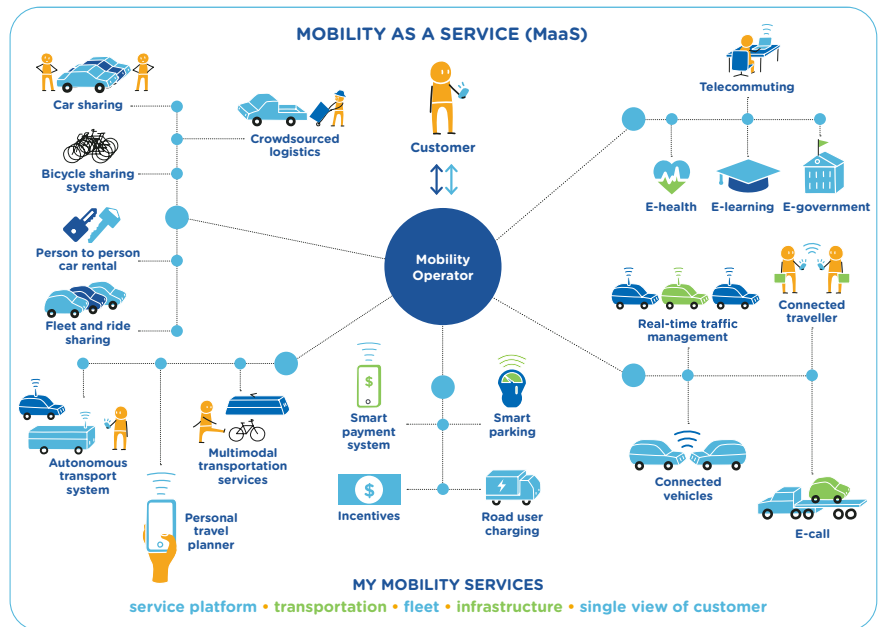 MOBILITY AS A SERVICE (MaaS)
Car sharing
Crowdsourced
logistics
Bicycle sharing
system
Person to person
car rental
Fleet and ride
sharing
Customer
Mobility
Operator
Telecommuting
E-health
E-learning
E-government
Real-time traffic
management
Connected
traveller
Connected
vehicles
E-call
Autonomous
transport
system
Multimodal
transportation
services
Personal
travel
planner
$
Smart
payment
system
Smart
parking
$
Incentives
Road user
charging
MY MOBILITY SERVICES
service platform • transportation • fleet • infrastructure • single view of customer